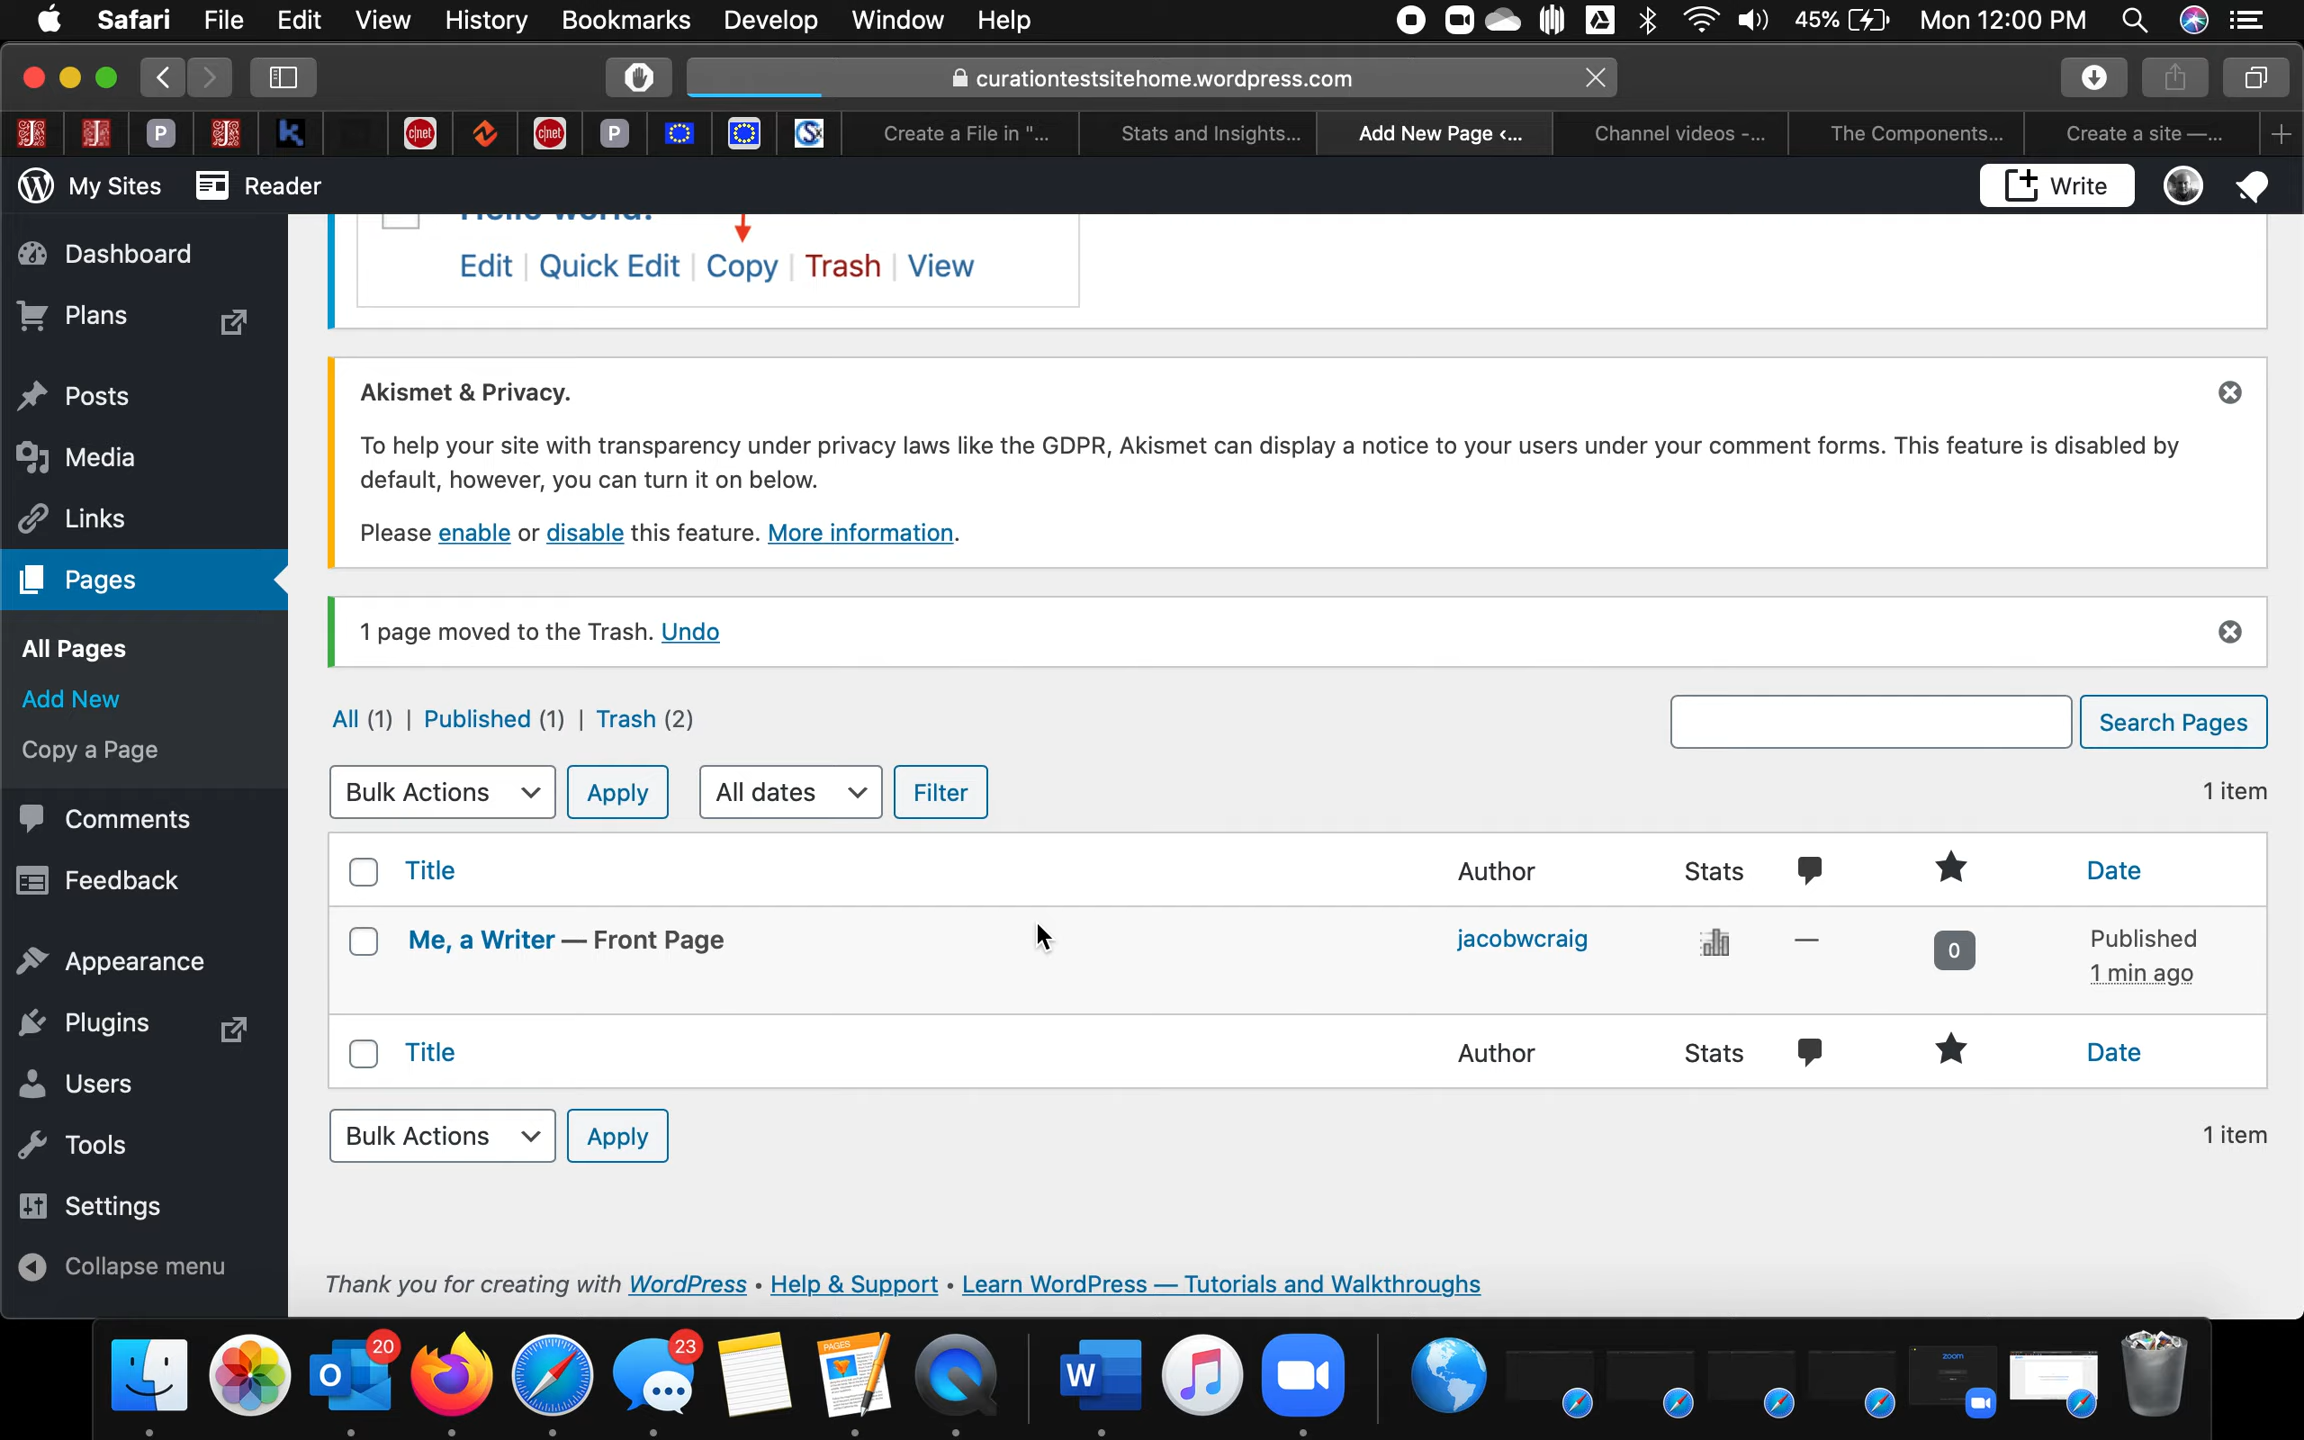 Safari File Edit View History Bookmarks Develop Window Help 45% Mon 12:00 PM
curationtestsitehome.wordpress.com
P c|net c|net P Create a File in "... Stats and Insights... Add New Page ‹... Channel videos -... The Components... Create a site —...
My Sites Reader Write
Hello world!
Dashboard
Edit | Quick Edit | Copy | Trash | View
Plans
Posts
Media
Links
Pages
All Pages
Add New
Copy a Page
Comments
Feedback
Appearance
Plugins
Users
Tools
Settings
Collapse menu
Akismet & Privacy.
To help your site with transparency under privacy laws like the GDPR, Akismet can display a notice to your users under your comment forms. This feature is disabled by
default, however, you can turn it on below.
Please enable or disable this feature. More information.
1 page moved to the Trash. Undo
All (1) | Published (1) | Trash (2)
Search Pages
Bulk Actions Apply All dates Filter 1 item
Title Author Stats Date
Me, a Writer — Front Page jacobwcraig — 0 Published
1 min ago
Title Author Stats Date
Bulk Actions Apply 1 item
Thank you for creating with WordPress • Help & Support • Learn WordPress — Tutorials and Walkthroughs
20 23
PAGES
W
zoom